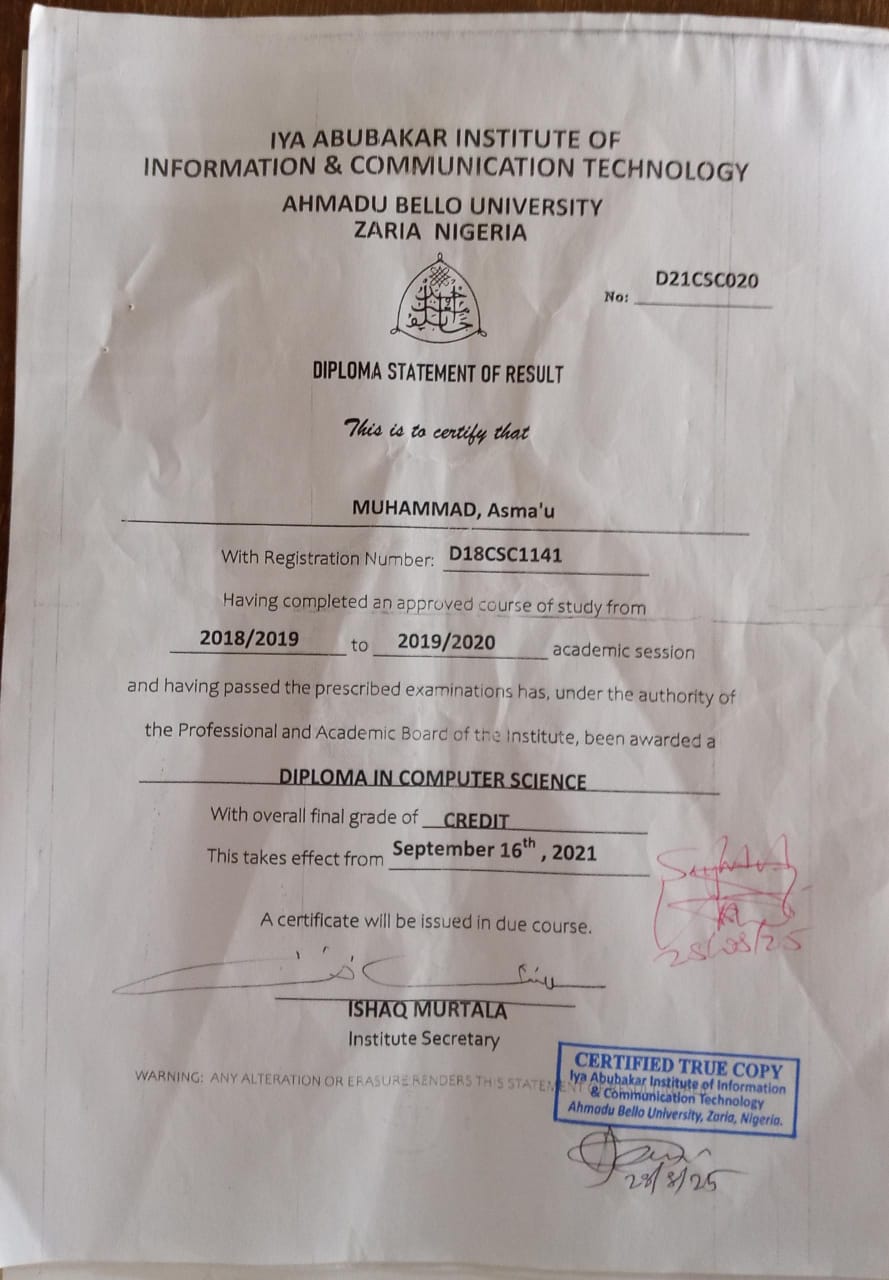 IYA ABUBAKAR INSTITUTE OF
INFORMATION & COMMUNICATION TECHNOLOGY
AHMADU BELLO UNIVERSITY
ZARIA NIGERIA
No: D21CSC020
DIPLOMA STATEMENT OF RESULT
This is to certify that
MUHAMMAD, Asma'u
With Registration Number: D18CSC1141
Having completed an approved course of study from
2018/2019 to 2019/2020 academic session
and having passed the prescribed examinations has, under the authority of
the Professional and Academic Board of the Institute, been awarded a
DIPLOMA IN COMPUTER SCIENCE
With overall final grade of CREDIT
This takes effect from September 16th, 2021
A certificate will be issued in due course.
28/08/25
ISHAQ MURTALA
Institute Secretary
WARNING: ANY ALTERATION OR ERASURE RENDERS THIS STATEMENT
CERTIFIED TRUE COPY
Iya Abubakar Institute of Information
& Communication Technology
Ahmadu Bello University, Zaria, Nigeria.
28/8/25